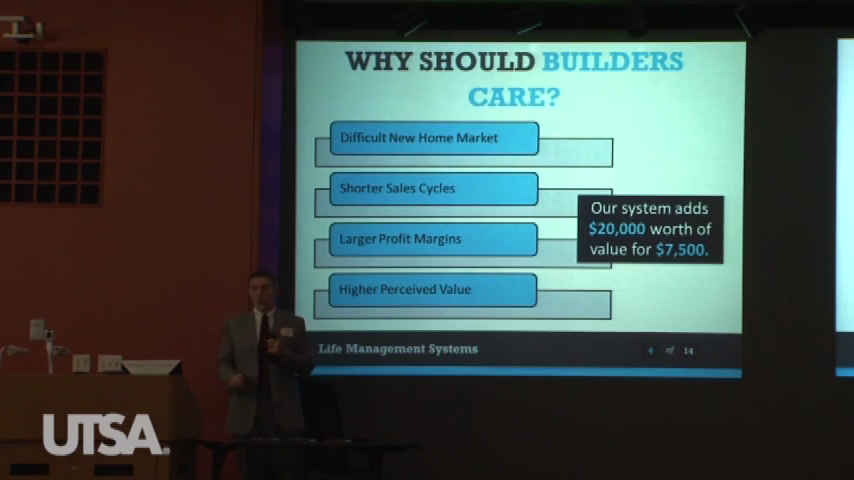 WHY SHOULD BUILDERS
CARE?
Difficult New Home Market
Shorter Sales Cycles
Larger Profit Margins
Higher Perceived Value
Our system adds
$20,000 worth of
value for $7,500.
Life Management Systems
4 of 14
UTSA®